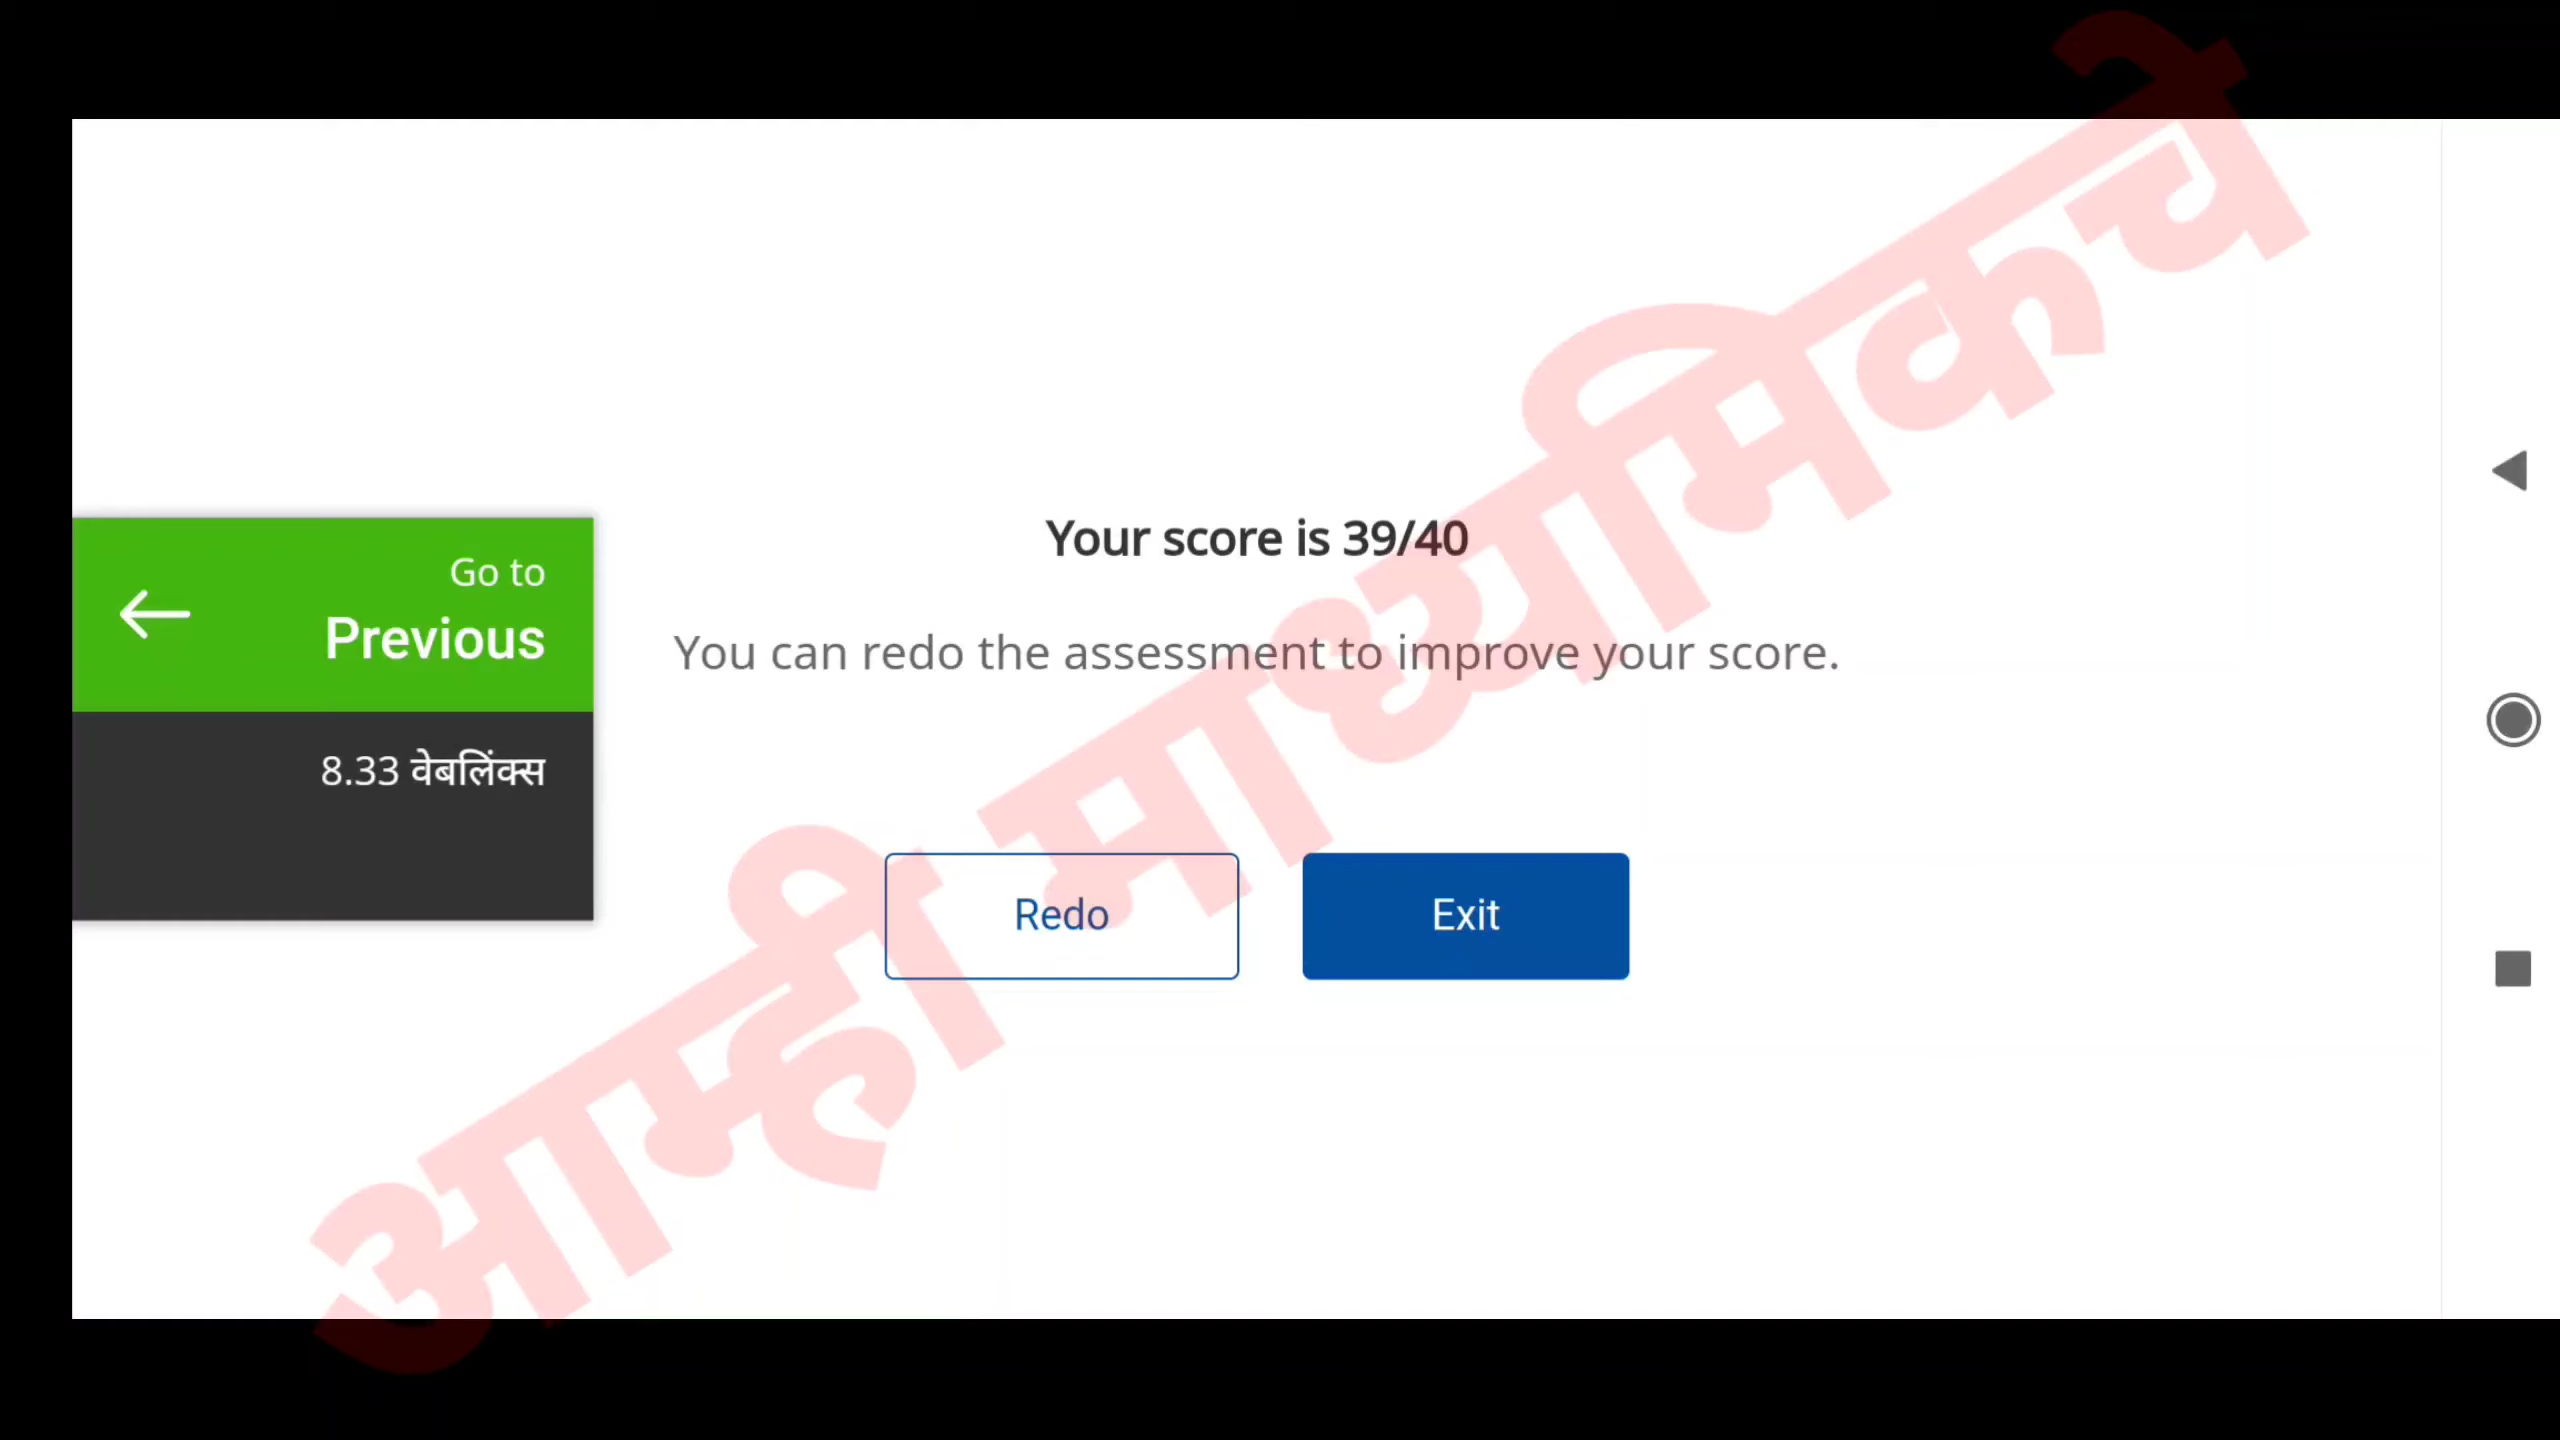 Your score is 39/40
You can redo the assessment to improve your score.
Go to
Previous
8.33 वेबलिंक्स
Redo
Exit
आम्ही माध्यमिकचे